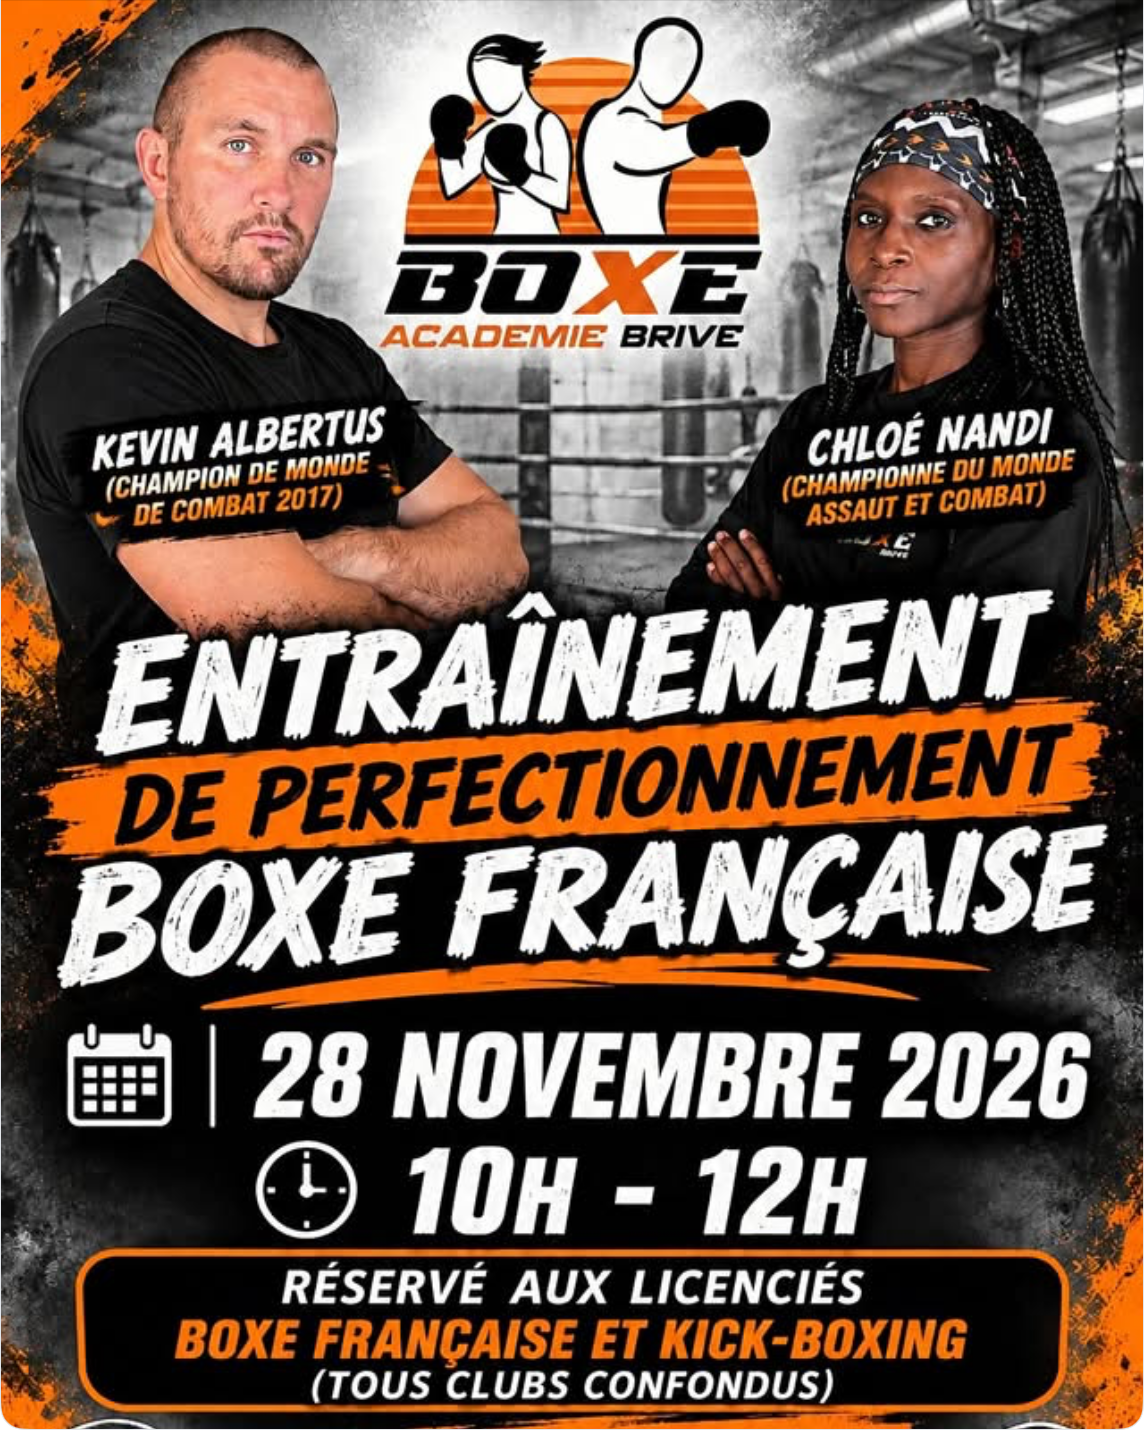 BOXE
ACADEMIE BRIVE
KEVIN ALBERTUS
(CHAMPION DE MONDE
DE COMBAT 2017)
CHLOÉ NANDI
(CHAMPIONNE DU MONDE
ASSAUT ET COMBAT)
ENTRAÎNEMENT
DE PERFECTIONNEMENT
BOXE FRANÇAISE
28 NOVEMBRE 2026
10H - 12H
RÉSERVÉ AUX LICENCIÉS
BOXE FRANÇAISE ET KICK-BOXING
(TOUS CLUBS CONFONDUS)